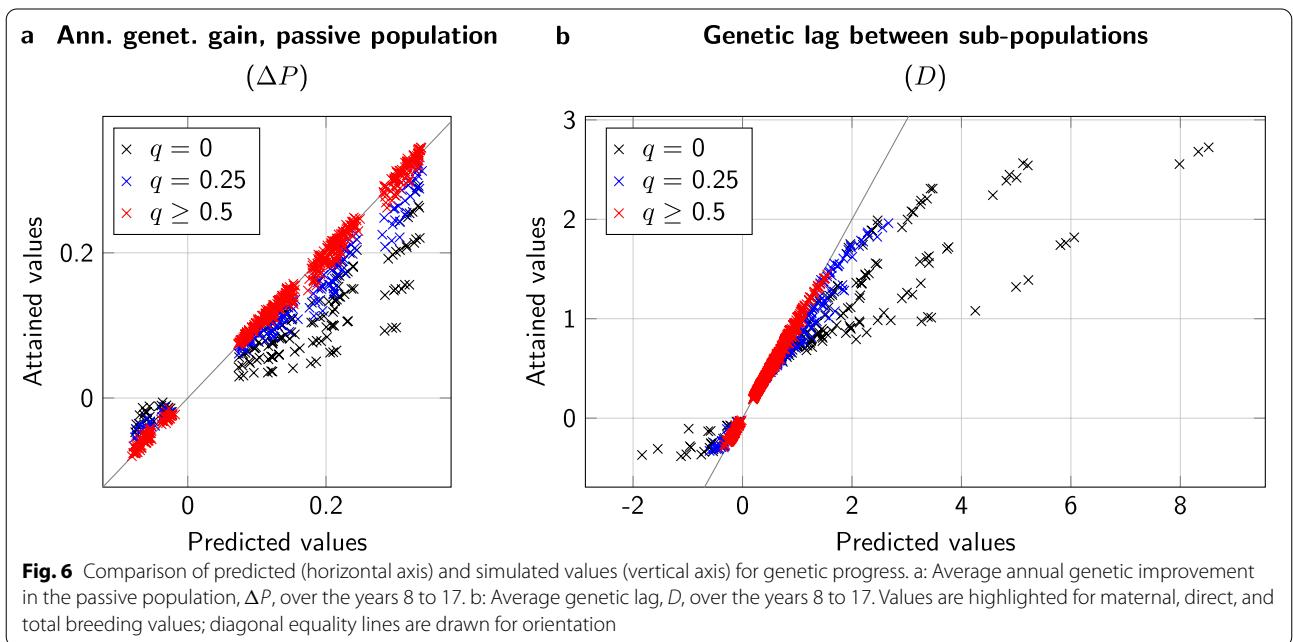 a Ann. genet. gain, passive population
(ΔP)
q = 0
q = 0.25
q ≥ 0.5
0.2
0
0
0.2
Attained values
Predicted values
b Genetic lag between sub-populations
(D)
q = 0
q = 0.25
q ≥ 0.5
3
2
1
0
-2
0
2
4
6
8
Attained values
Predicted values
Fig. 6 Comparison of predicted (horizontal axis) and simulated values (vertical axis) for genetic progress. a: Average annual genetic improvement
in the passive population, ΔP, over the years 8 to 17. b: Average genetic lag, D, over the years 8 to 17. Values are highlighted for maternal, direct, and
total breeding values; diagonal equality lines are drawn for orientation